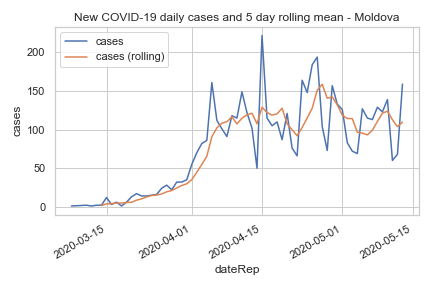 New COVID-19 daily cases and 5 day rolling mean - Moldova
cases
cases (rolling)
200
150
100
50
0
cases
2020-03-15
2020-04-01
2020-04-15
2020-05-01
2020-05-15
dateRep